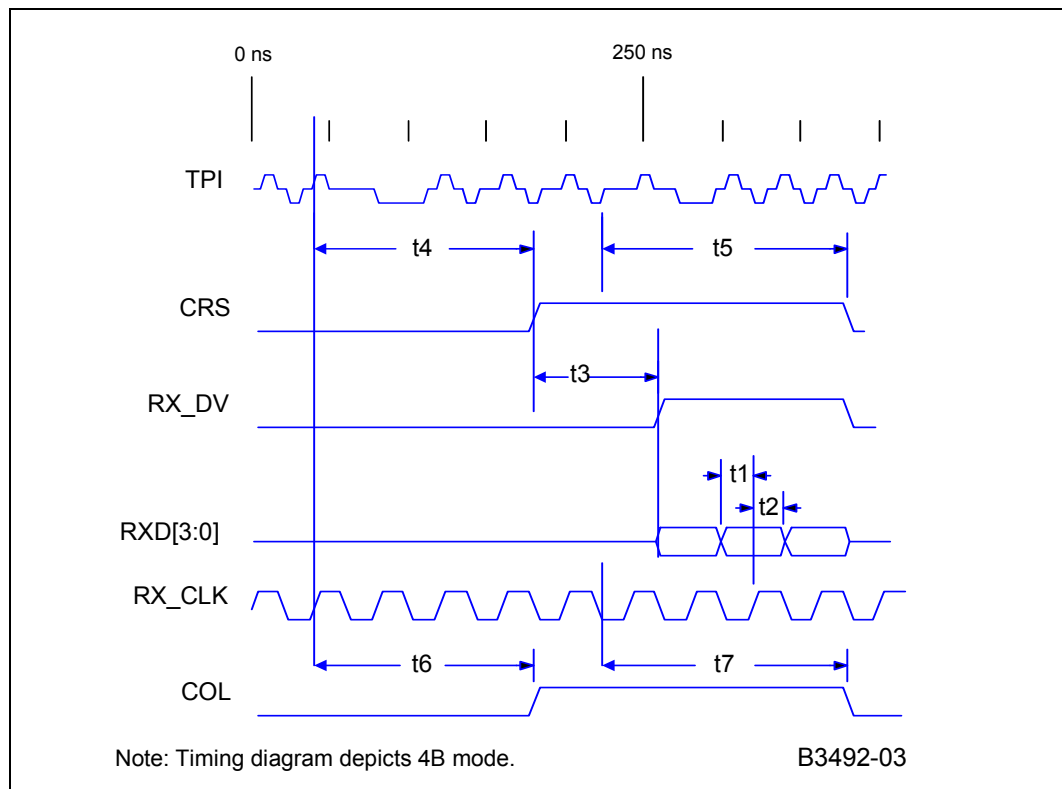 0 ns 250 ns
TPI
t4 t5
CRS
t3
RX_DV
t1
t2
RXD[3:0]
RX_CLK
t6 t7
COL
Note: Timing diagram depicts 4B mode. B3492-03